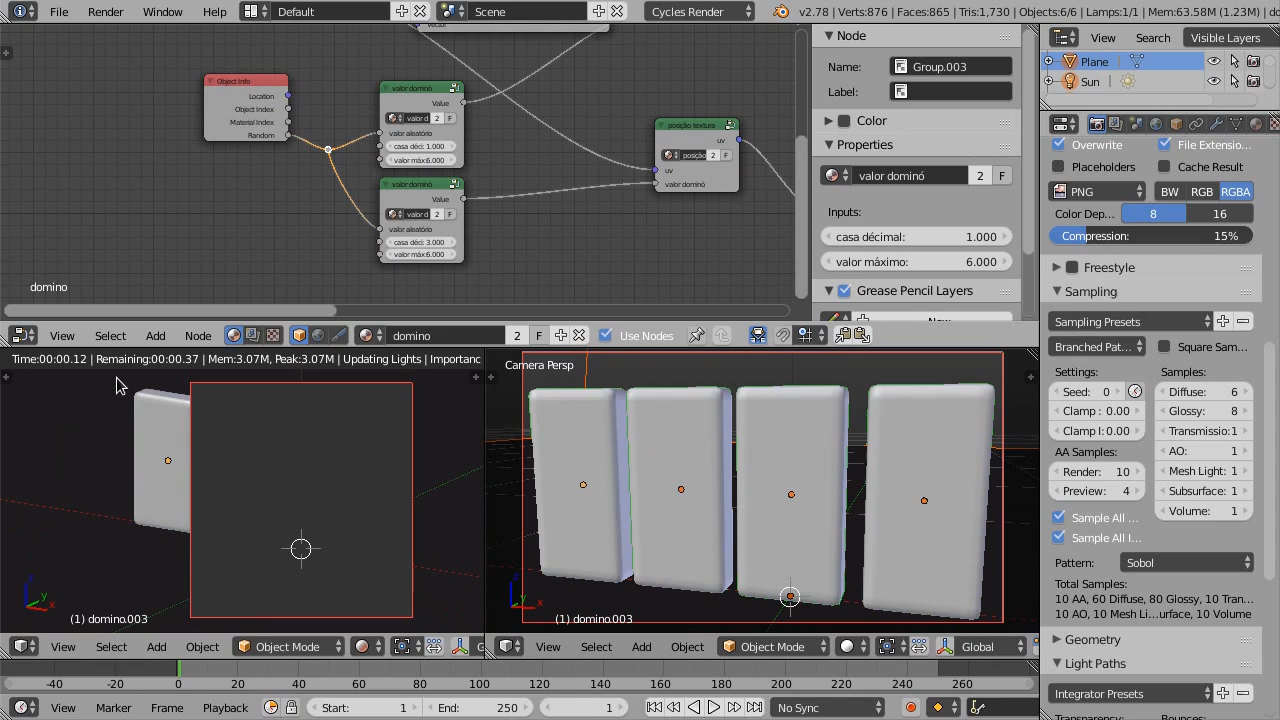 File
Render
Window
Help
Default
Scene
Cycles Render
v2.78 | Verts:876 | Faces:865 | Tris:1,730 | Objects:6/6 | Lamps:1/1 | Mem:63.58M (1.23M) | do
Object Info
Location
Object Index
Material Index
Random
valor dominó
Value
valor d 2 F
valor aleatório
casa déci: 1.000
valor máx:6.000
valor dominó
Value
valor d 2 F
valor aleatório
casa déci: 3.000
valor máx:6.000
posição textura
uv
posição 2 F
uv
valor dominó
domino
Node
Name: Group.003
Label:
Color
Properties
valor dominó 2 F
Inputs:
casa décimal: 1.000
valor máximo: 6.000
Grease Pencil Layers
New
View
Search
Visible Layers
Plane
Sun
Overwrite
File Extensio...
Placeholders
Cache Result
PNG
BW RGB RGBA
Color Dep...
8 16
Compression: 15%
Freestyle
Sampling
Sampling Presets
Branched Pat...
Square Sam...
Settings:
Seed: 0
Clamp : 0.00
Clamp I: 0.00
AA Samples:
Render: 10
Preview: 4
Sample All ...
Sample All I...
Samples:
Diffuse: 6
Glossy: 8
Transmissio:1
AO: 1
Mesh Light: 1
Subsurface: 1
Volume: 1
Pattern: Sobol
Total Samples:
10 AA, 60 Diffuse, 80 Glossy, 10 Tran...
10 AO, 10 Mesh Li...urface, 10 Volume
Geometry
Light Paths
Integrator Presets
View
Select
Add
Node
domino 2 F
Use Nodes
Time:00:00.12 | Remaining:00:00.37 | Mem:3.07M, Peak:3.07M | Updating Lights | Importanc
(1) domino.003
Camera Persp
(1) domino.003
View
Select
Add
Object
Object Mode
View
Select
Add
Object
Object Mode
Global
-40 -20 0 20 40 60 80 100 120 140 160 180 200 220 240 260
View
Marker
Frame
Playback
Start: 1
End: 250
1
No Sync